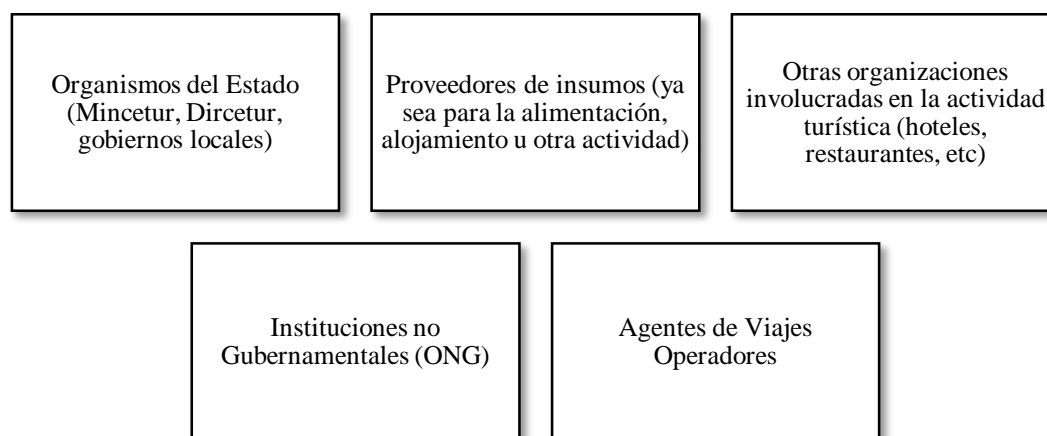 Organismos del Estado
(Mincetur, Dircetur,
gobiernos locales)
Proveedores de insumos (ya
sea para la alimentación,
alojamiento u otra actividad)
Otras organizaciones
involucradas en la actividad
turística (hoteles,
restaurantes, etc)
Instituciones no
Gubernamentales (ONG)
Agentes de Viajes
Operadores